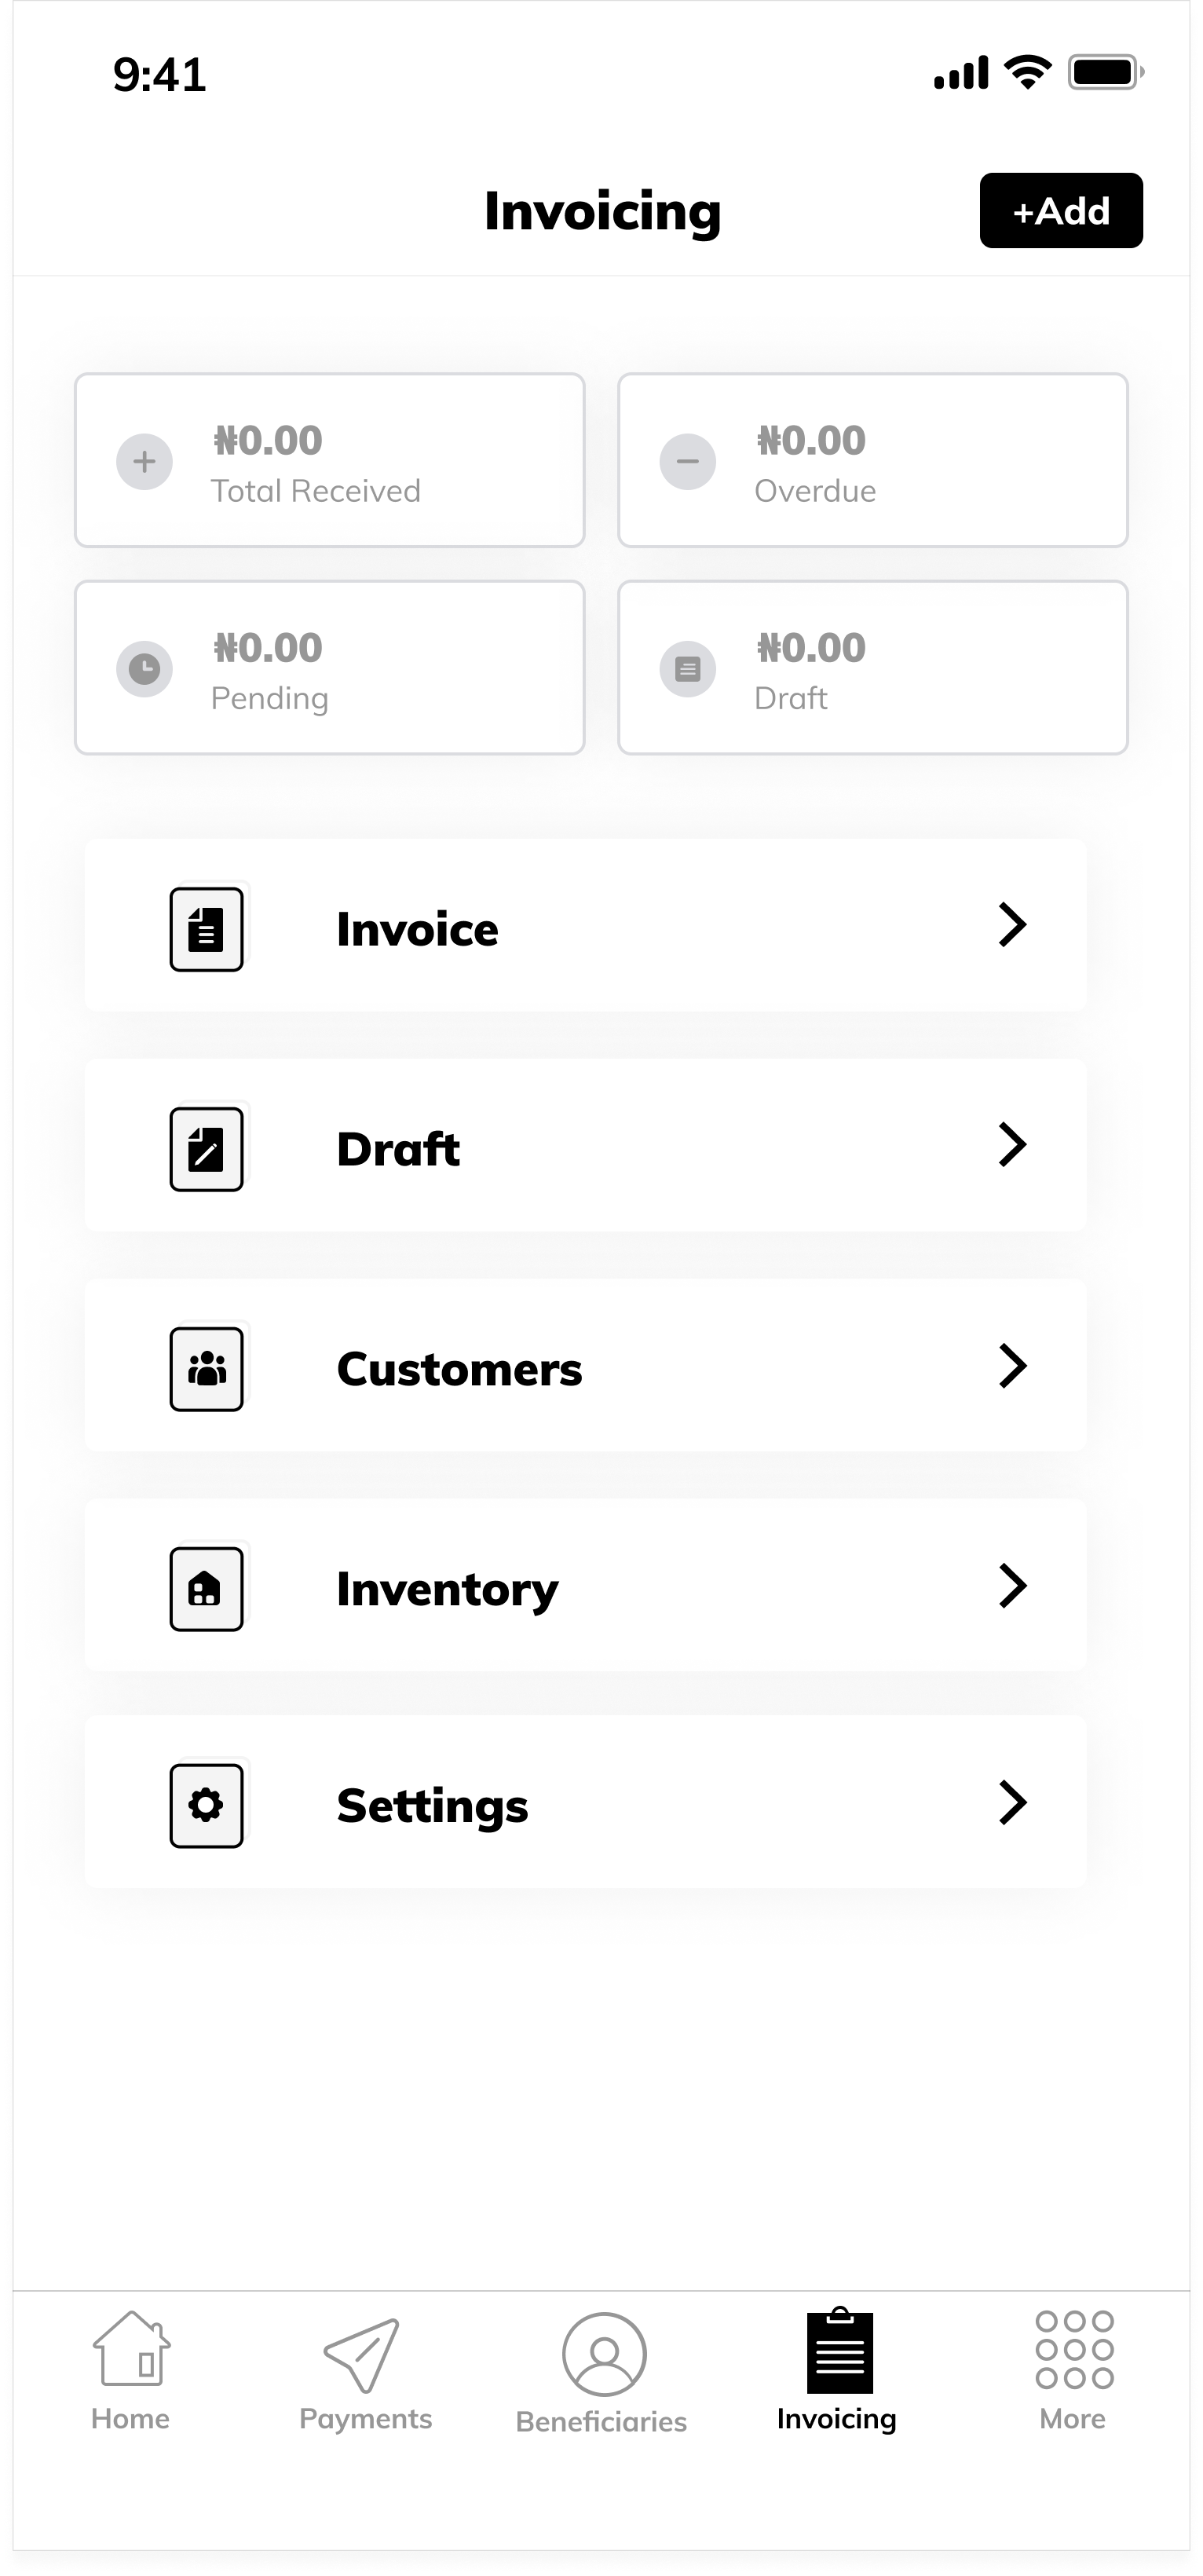 9:41
Invoicing
+Add
₦0.00
Total Received
₦0.00
Overdue
₦0.00
Pending
₦0.00
Draft
Invoice
Draft
Customers
Inventory
Settings
Home
Payments
Beneficiaries
Invoicing
More